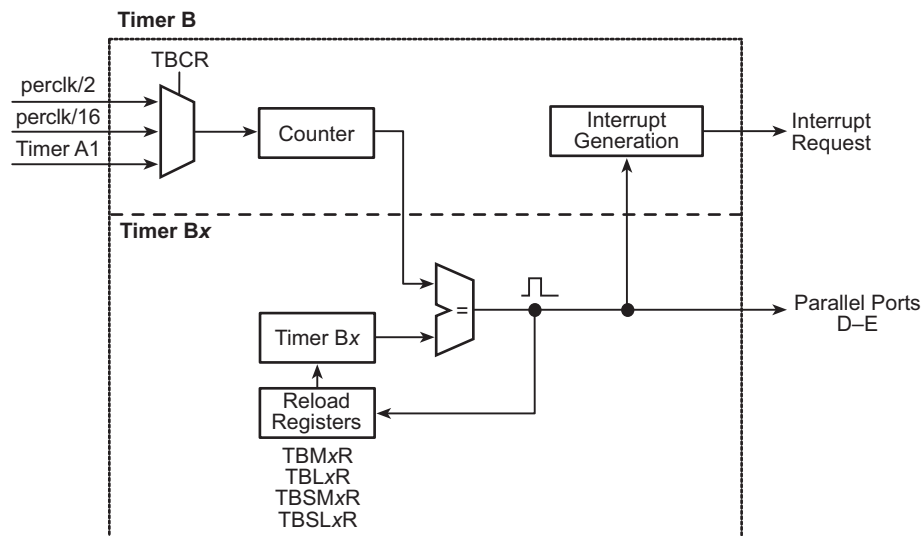 Timer B
TBCR
perclk/2
perclk/16
Timer A1
Counter
Interrupt
Generation
Interrupt
Request
Timer Bx
=
Parallel Ports
D–E
Timer Bx
Reload
Registers
TBMxR
TBLxR
TBSMxR
TBSLxR